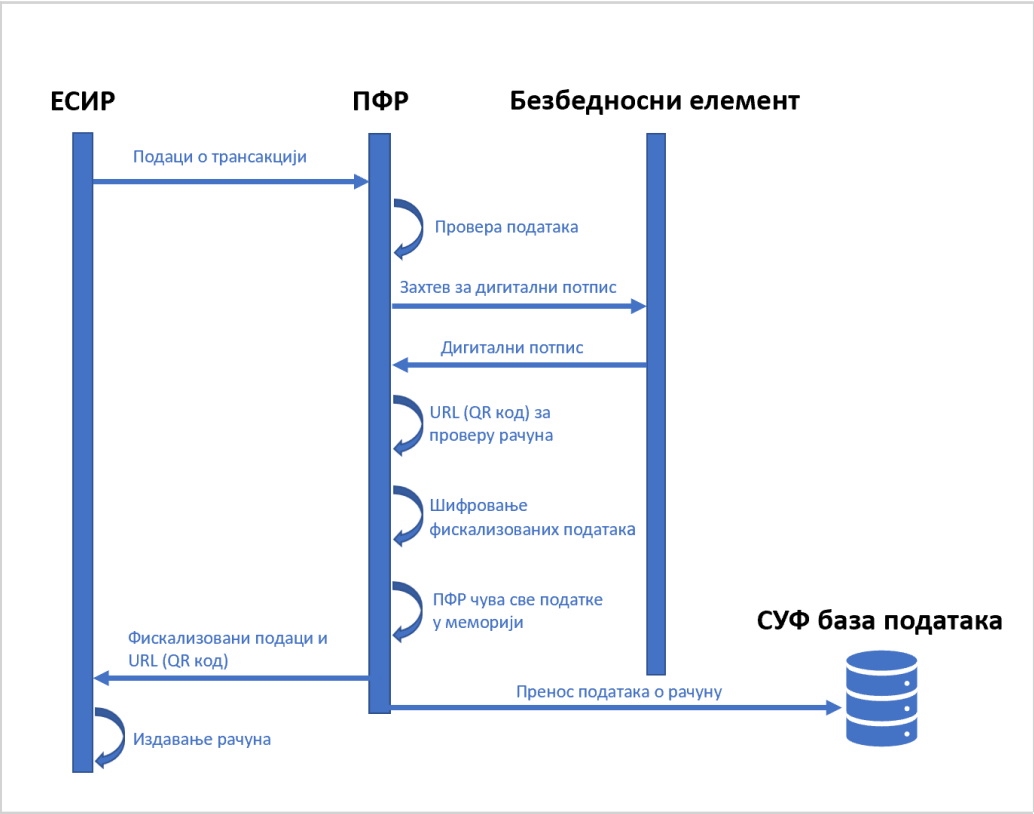 ЕСИР
ПФР
Безбедносни елемент
Подаци о трансакцији
Провера података
Захтев за дигитални потпис
Дигитални потпис
URL (QR код) за
проверу рачуна
Шифровање
фискализованих података
ПФР чува све податке
у меморији
СУФ база података
Фискализовани подаци и
URL (QR код)
Пренос података о рачуну
Издавање рачуна